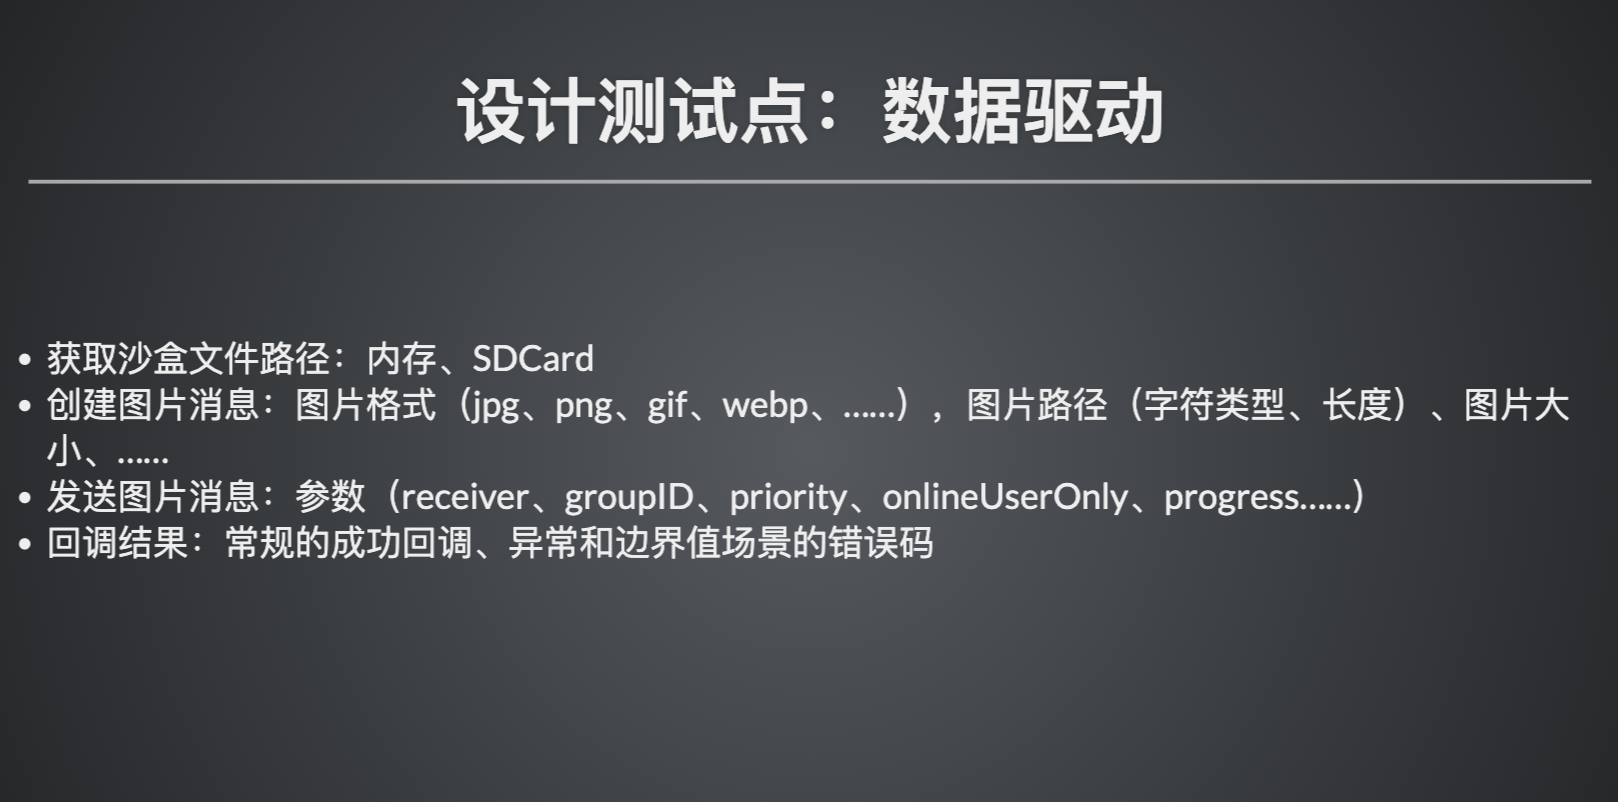 设计测试点：数据驱动
• 获取沙盒文件路径：内存、SDCard
• 创建图片消息：图片格式（jpg、png、gif、webp、......），图片路径（字符类型、长度）、图片大
小、......
• 发送图片消息：参数（receiver、groupID、priority、onlineUserOnly、progress......）
• 回调结果：常规的成功回调、异常和边界值场景的错误码